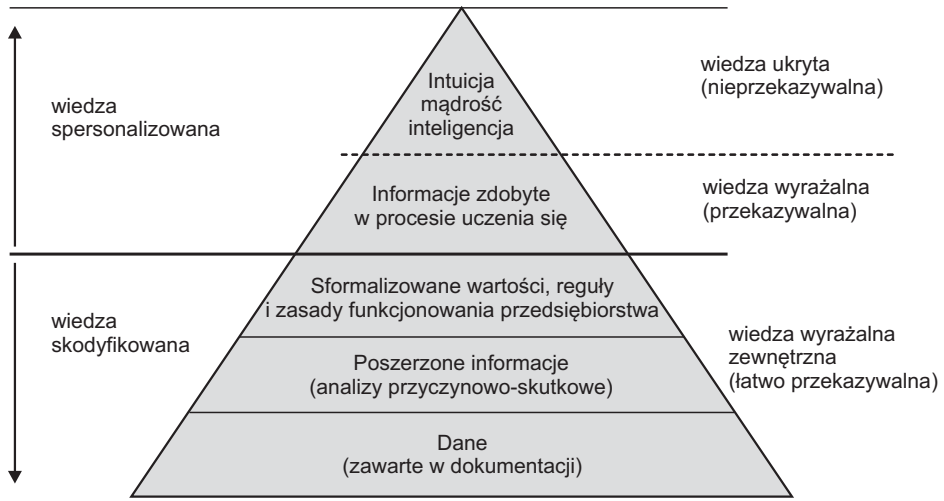 Intuicja
mądrość
inteligencja
wiedza ukryta
(nieprzekazywalna)
wiedza
spersonalizowana
Informacje zdobyte
w procesie uczenia się
wiedza wyrażalna
(przekazywalna)
Sformalizowane wartości, reguły
i zasady funkcjonowania przedsiębiorstwa
wiedza
skodyfikowana
wiedza wyrażalna
zewnętrzna
(łatwo przekazywalna)
Poszerzone informacje
(analizy przyczynowo-skutkowe)
Dane
(zawarte w dokumentacji)